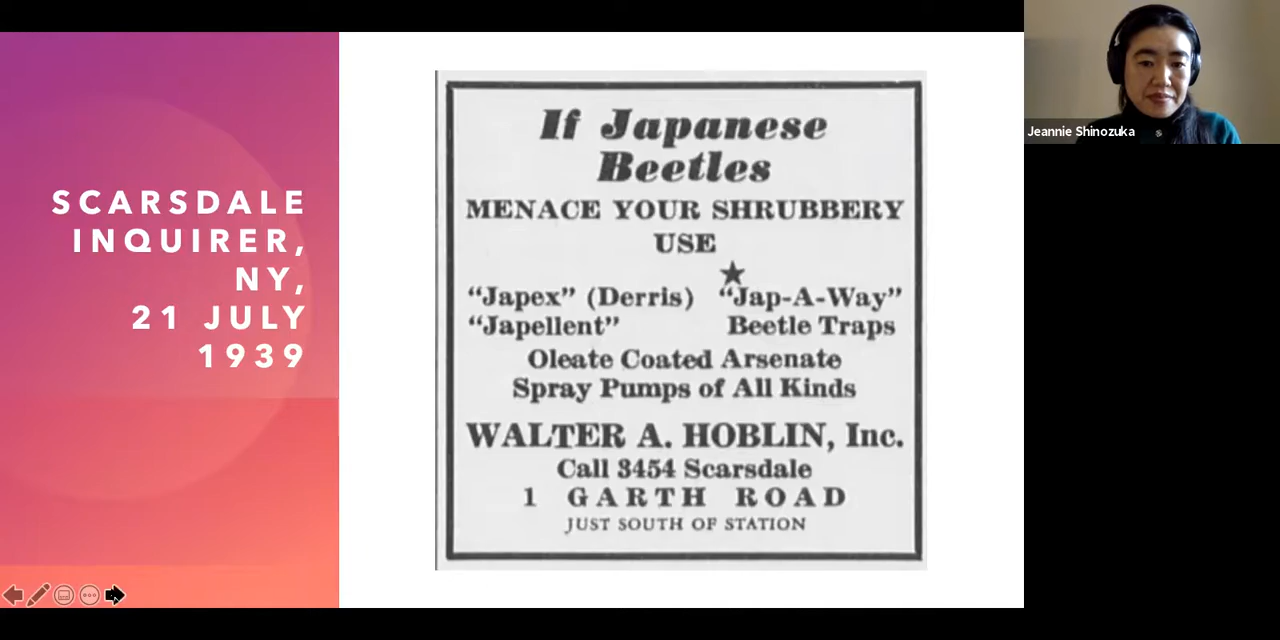 SCARSDALE
INQUIRER,
NY,
21 JULY
1939
If Japanese
Beetles
MENACE YOUR SHRUBBERY
USE
"Japex" (Derris) "Jap-A-Way"
"Japellent" Beetle Traps
Oleate Coated Arsenate
Spray Pumps of All Kinds
WALTER A. HOBLIN, Inc.
Call 3454 Scarsdale
1 GARTH ROAD
JUST SOUTH OF STATION
Jeannie Shinozuka